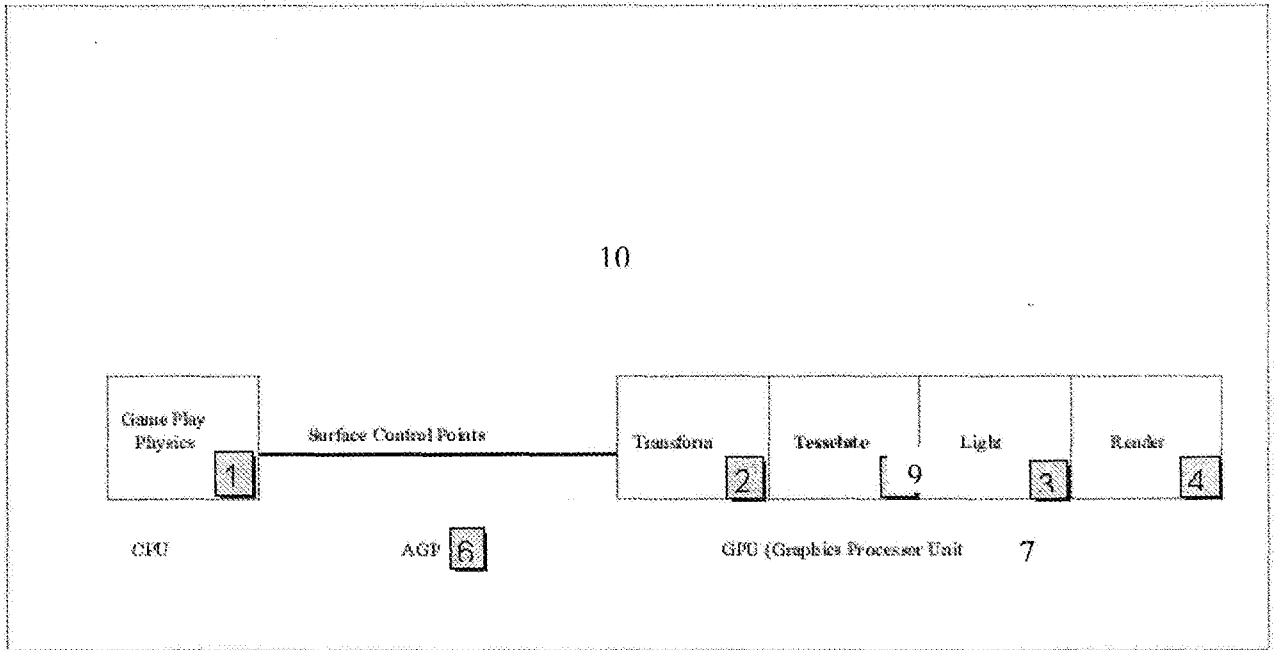 10
Game Play
Physics
1
Surface Control Points
Transform
2
Tesselate
9
Light
3
Render
4
CPU
AGP 6
GPU (Graphics Processor Unit 7